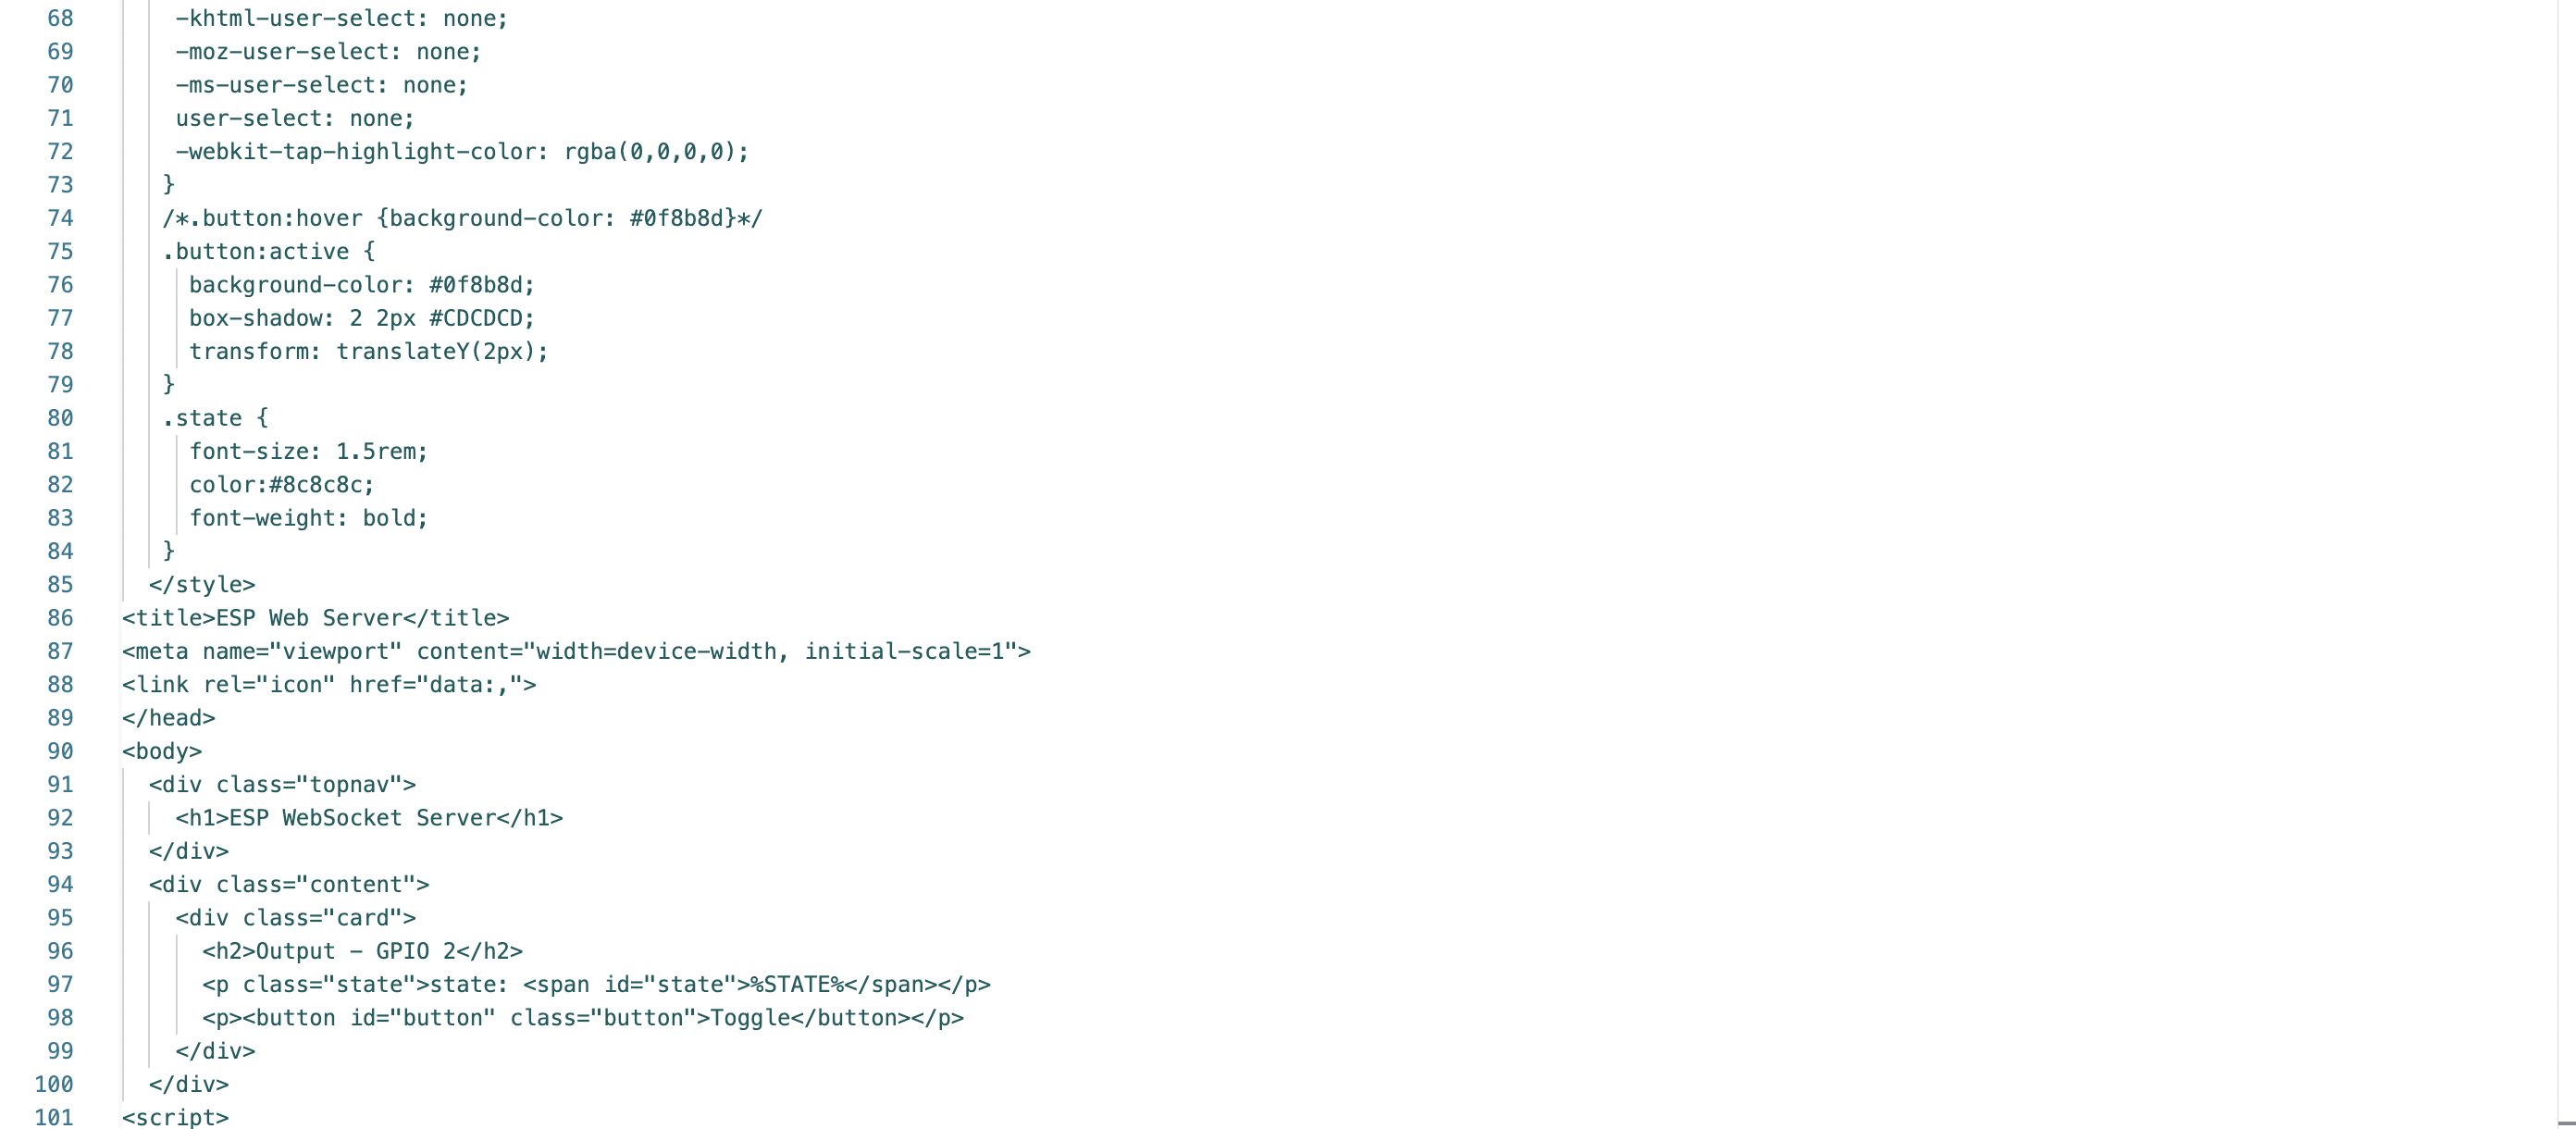 68 -khtml-user-select: none;
69 -moz-user-select: none;
70 -ms-user-select: none;
71 user-select: none;
72 -webkit-tap-highlight-color: rgba(0,0,0,0);
73 }
74 /*.button:hover {background-color: #0f8b8d}*/
75 .button:active {
76 background-color: #0f8b8d;
77 box-shadow: 2 2px #CDCDCD;
78 transform: translateY(2px);
79 }
80 .state {
81 font-size: 1.5rem;
82 color:#8c8c8c;
83 font-weight: bold;
84 }
85 </style>
86 <title>ESP Web Server</title>
87 <meta name="viewport" content="width=device-width, initial-scale=1">
88 <link rel="icon" href="data:,">
89 </head>
90 <body>
91 <div class="topnav">
92 <h1>ESP WebSocket Server</h1>
93 </div>
94 <div class="content">
95 <div class="card">
96 <h2>Output - GPIO 2</h2>
97 <p class="state">state: <span id="state">%STATE%</span></p>
98 <p><button id="button" class="button">Toggle</button></p>
99 </div>
100 </div>
101 <script>